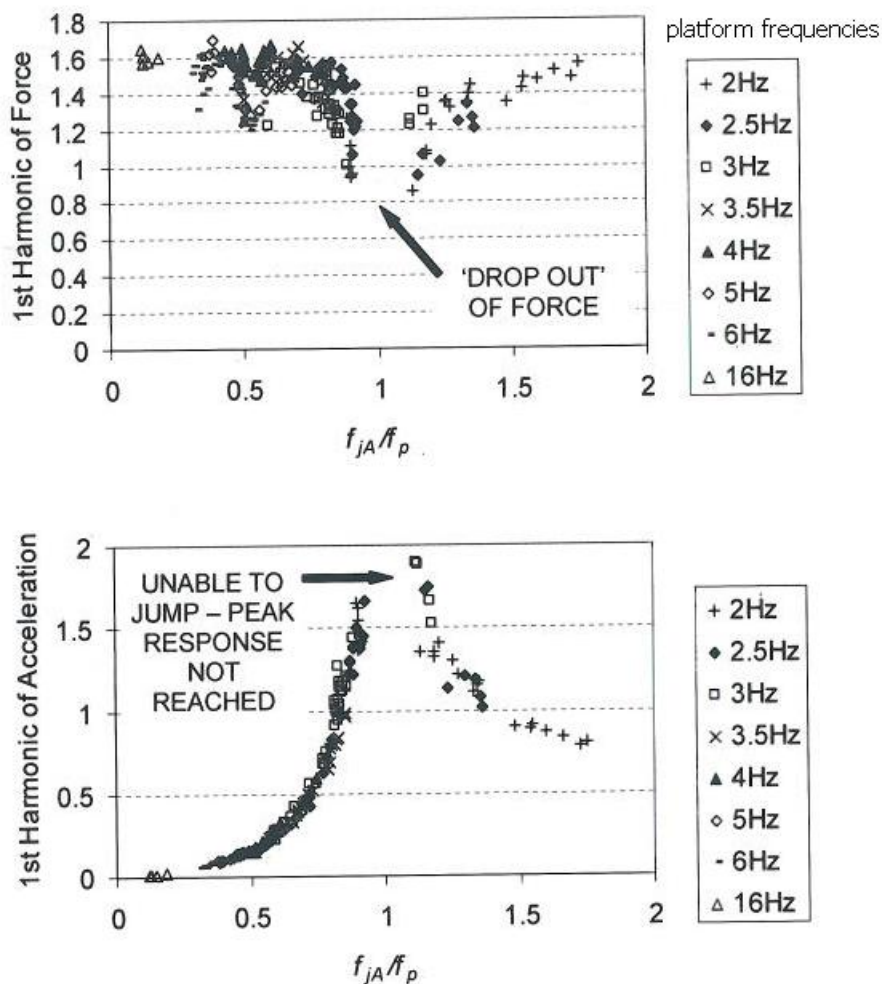 platform frequencies
1st Harmonic of Force
1.8
1.6
1.4
1.2
1
0.8
0.6
0.4
0.2
0
'DROP OUT'
OF FORCE
0
0.5
1
1.5
2
f_jA/f_p
+ 2Hz
◆ 2.5Hz
□ 3Hz
× 3.5Hz
▲ 4Hz
◇ 5Hz
- 6Hz
△ 16Hz
1st Harmonic of Acceleration
2
1.5
1
0.5
0
UNABLE TO
JUMP – PEAK
RESPONSE
NOT
REACHED
0
0.5
1
1.5
2
f_jA/f_p
+ 2Hz
◆ 2.5Hz
□ 3Hz
× 3.5Hz
▲ 4Hz
◇ 5Hz
- 6Hz
△ 16Hz